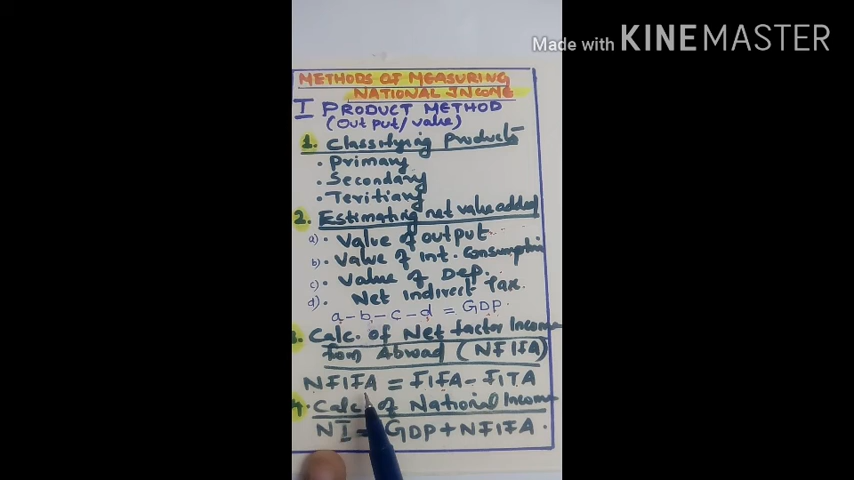 Made with KINEMASTER
METHODS OF MEASURING
NATIONAL INCOME
I PRODUCT METHOD
(Out put/value)
1. Classifying Products
• Primary
• Secondary
• Teritiary
2. Estimating net value added
a) • Value of output
b) • Value of Int. Consumption
c) • Value of Dep.
d) • Net Indirect Tax.
a - b - c - d = GDP.
3. Calc. of Net factor Income
from Abroad (NFIFA)
NFIFA = FIFA - FITA
4. Calc. of National Income
NI = GDP + NFIFA.